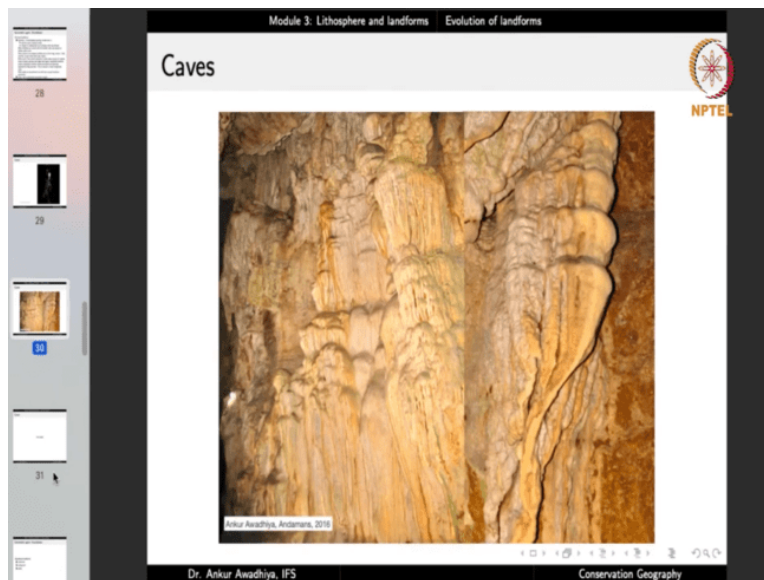 Module 3: Lithosphere and landforms Evolution of landforms
Caves
NPTEL
28
29
30
31
Ankur Awadhiya, Andamans, 2016
Dr. Ankur Awadhiya, IFS Conservation Geography